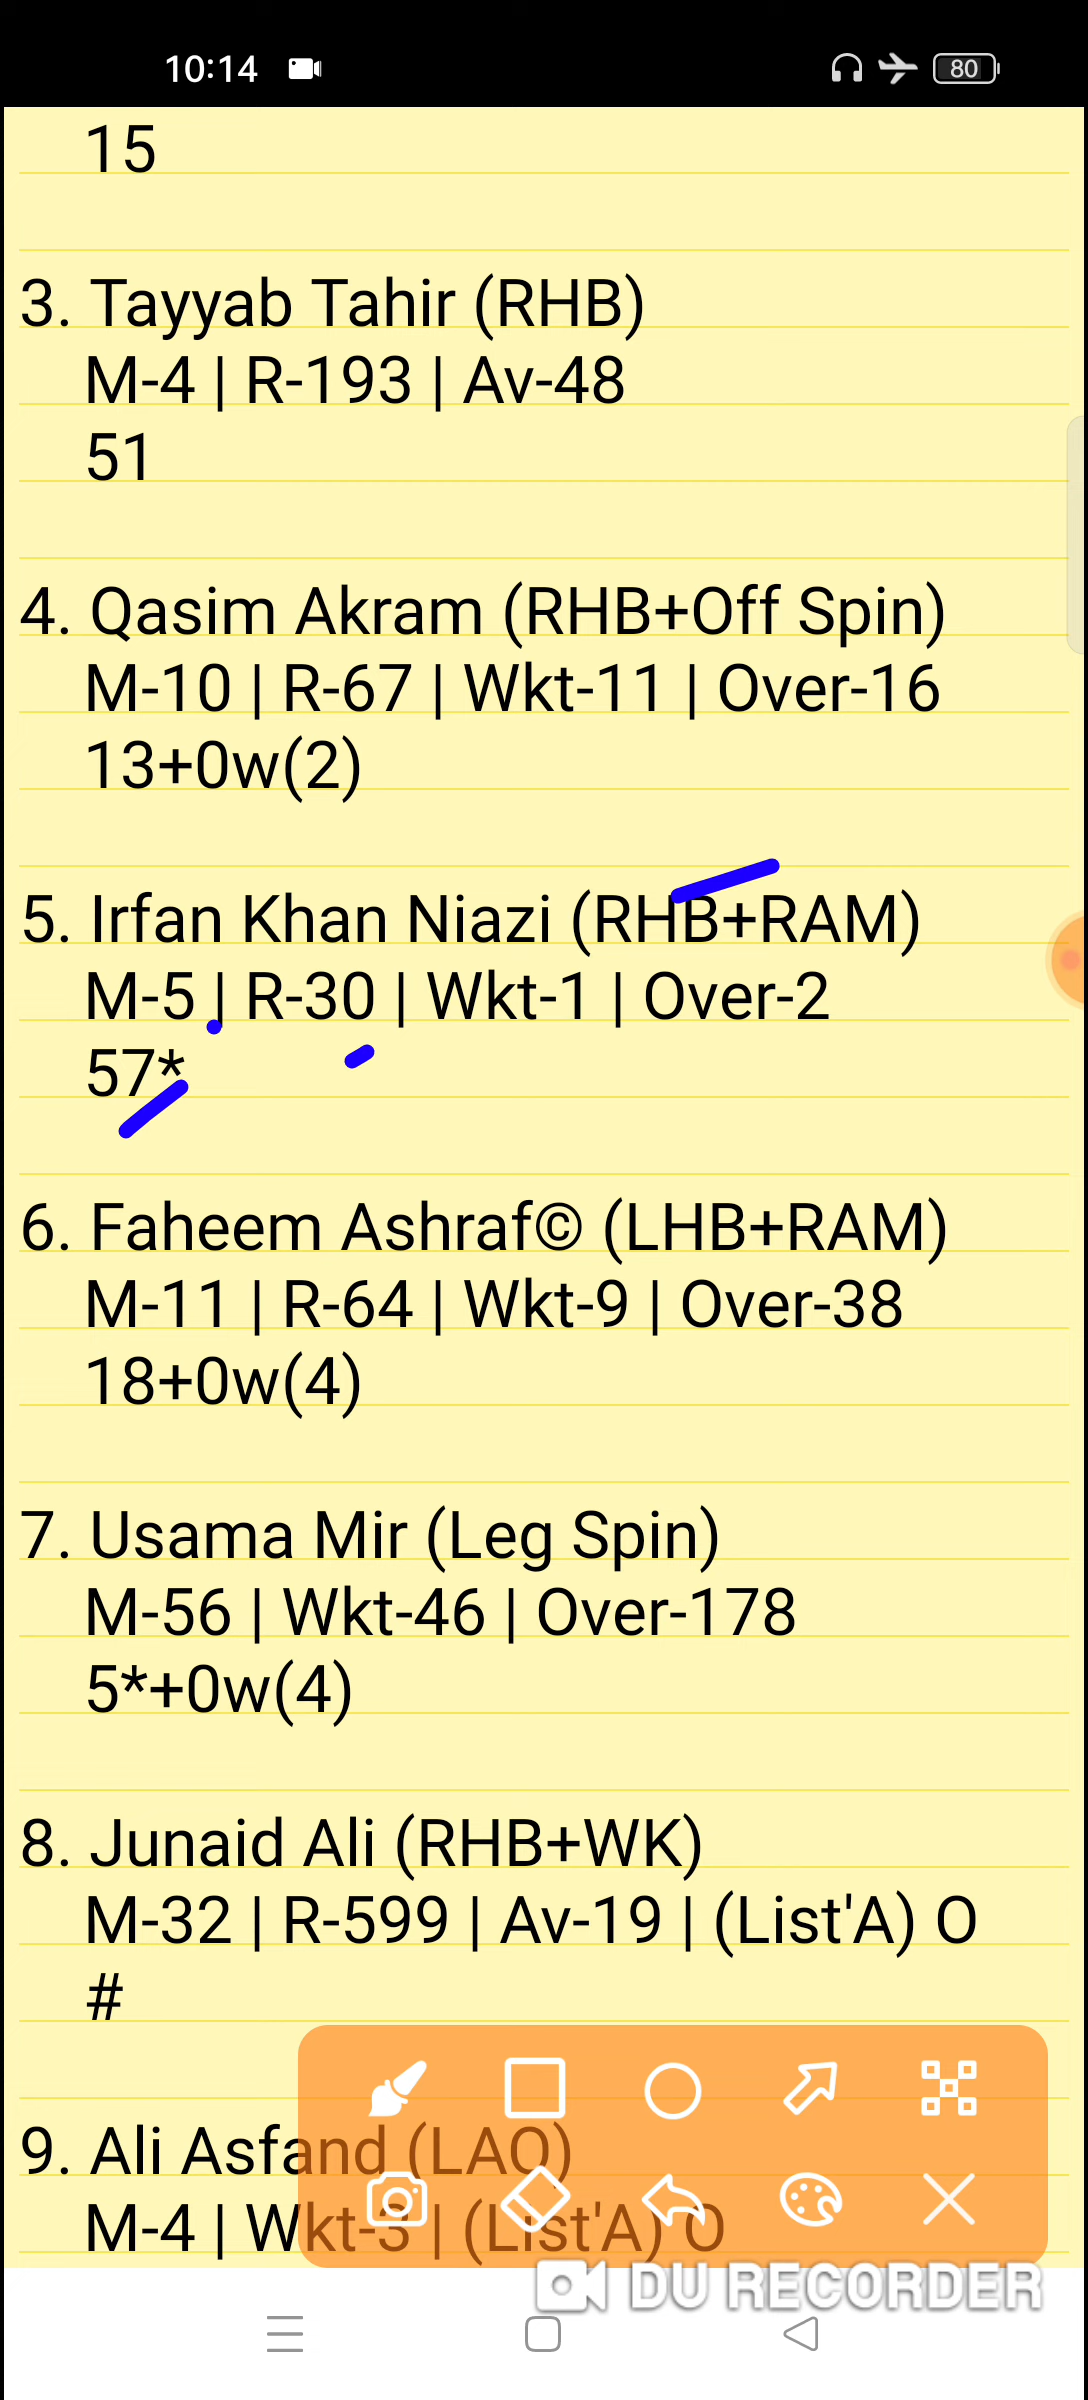 10:14
80
15
3. Tayyab Tahir (RHB)
M-4 | R-193 | Av-48
51
4. Qasim Akram (RHB+Off Spin)
M-10 | R-67 | Wkt-11 | Over-16
13+0w(2)
5. Irfan Khan Niazi (RHB+RAM)
M-5 | R-30 | Wkt-1 | Over-2
57*
6. Faheem Ashraf© (LHB+RAM)
M-11 | R-64 | Wkt-9 | Over-38
18+0w(4)
7. Usama Mir (Leg Spin)
M-56 | Wkt-46 | Over-178
5*+0w(4)
8. Junaid Ali (RHB+WK)
M-32 | R-599 | Av-19 | (List'A) O
#
9. Ali Asfand (LAO)
M-4 | Wkt-3 | (List'A) O
DU RECORDER